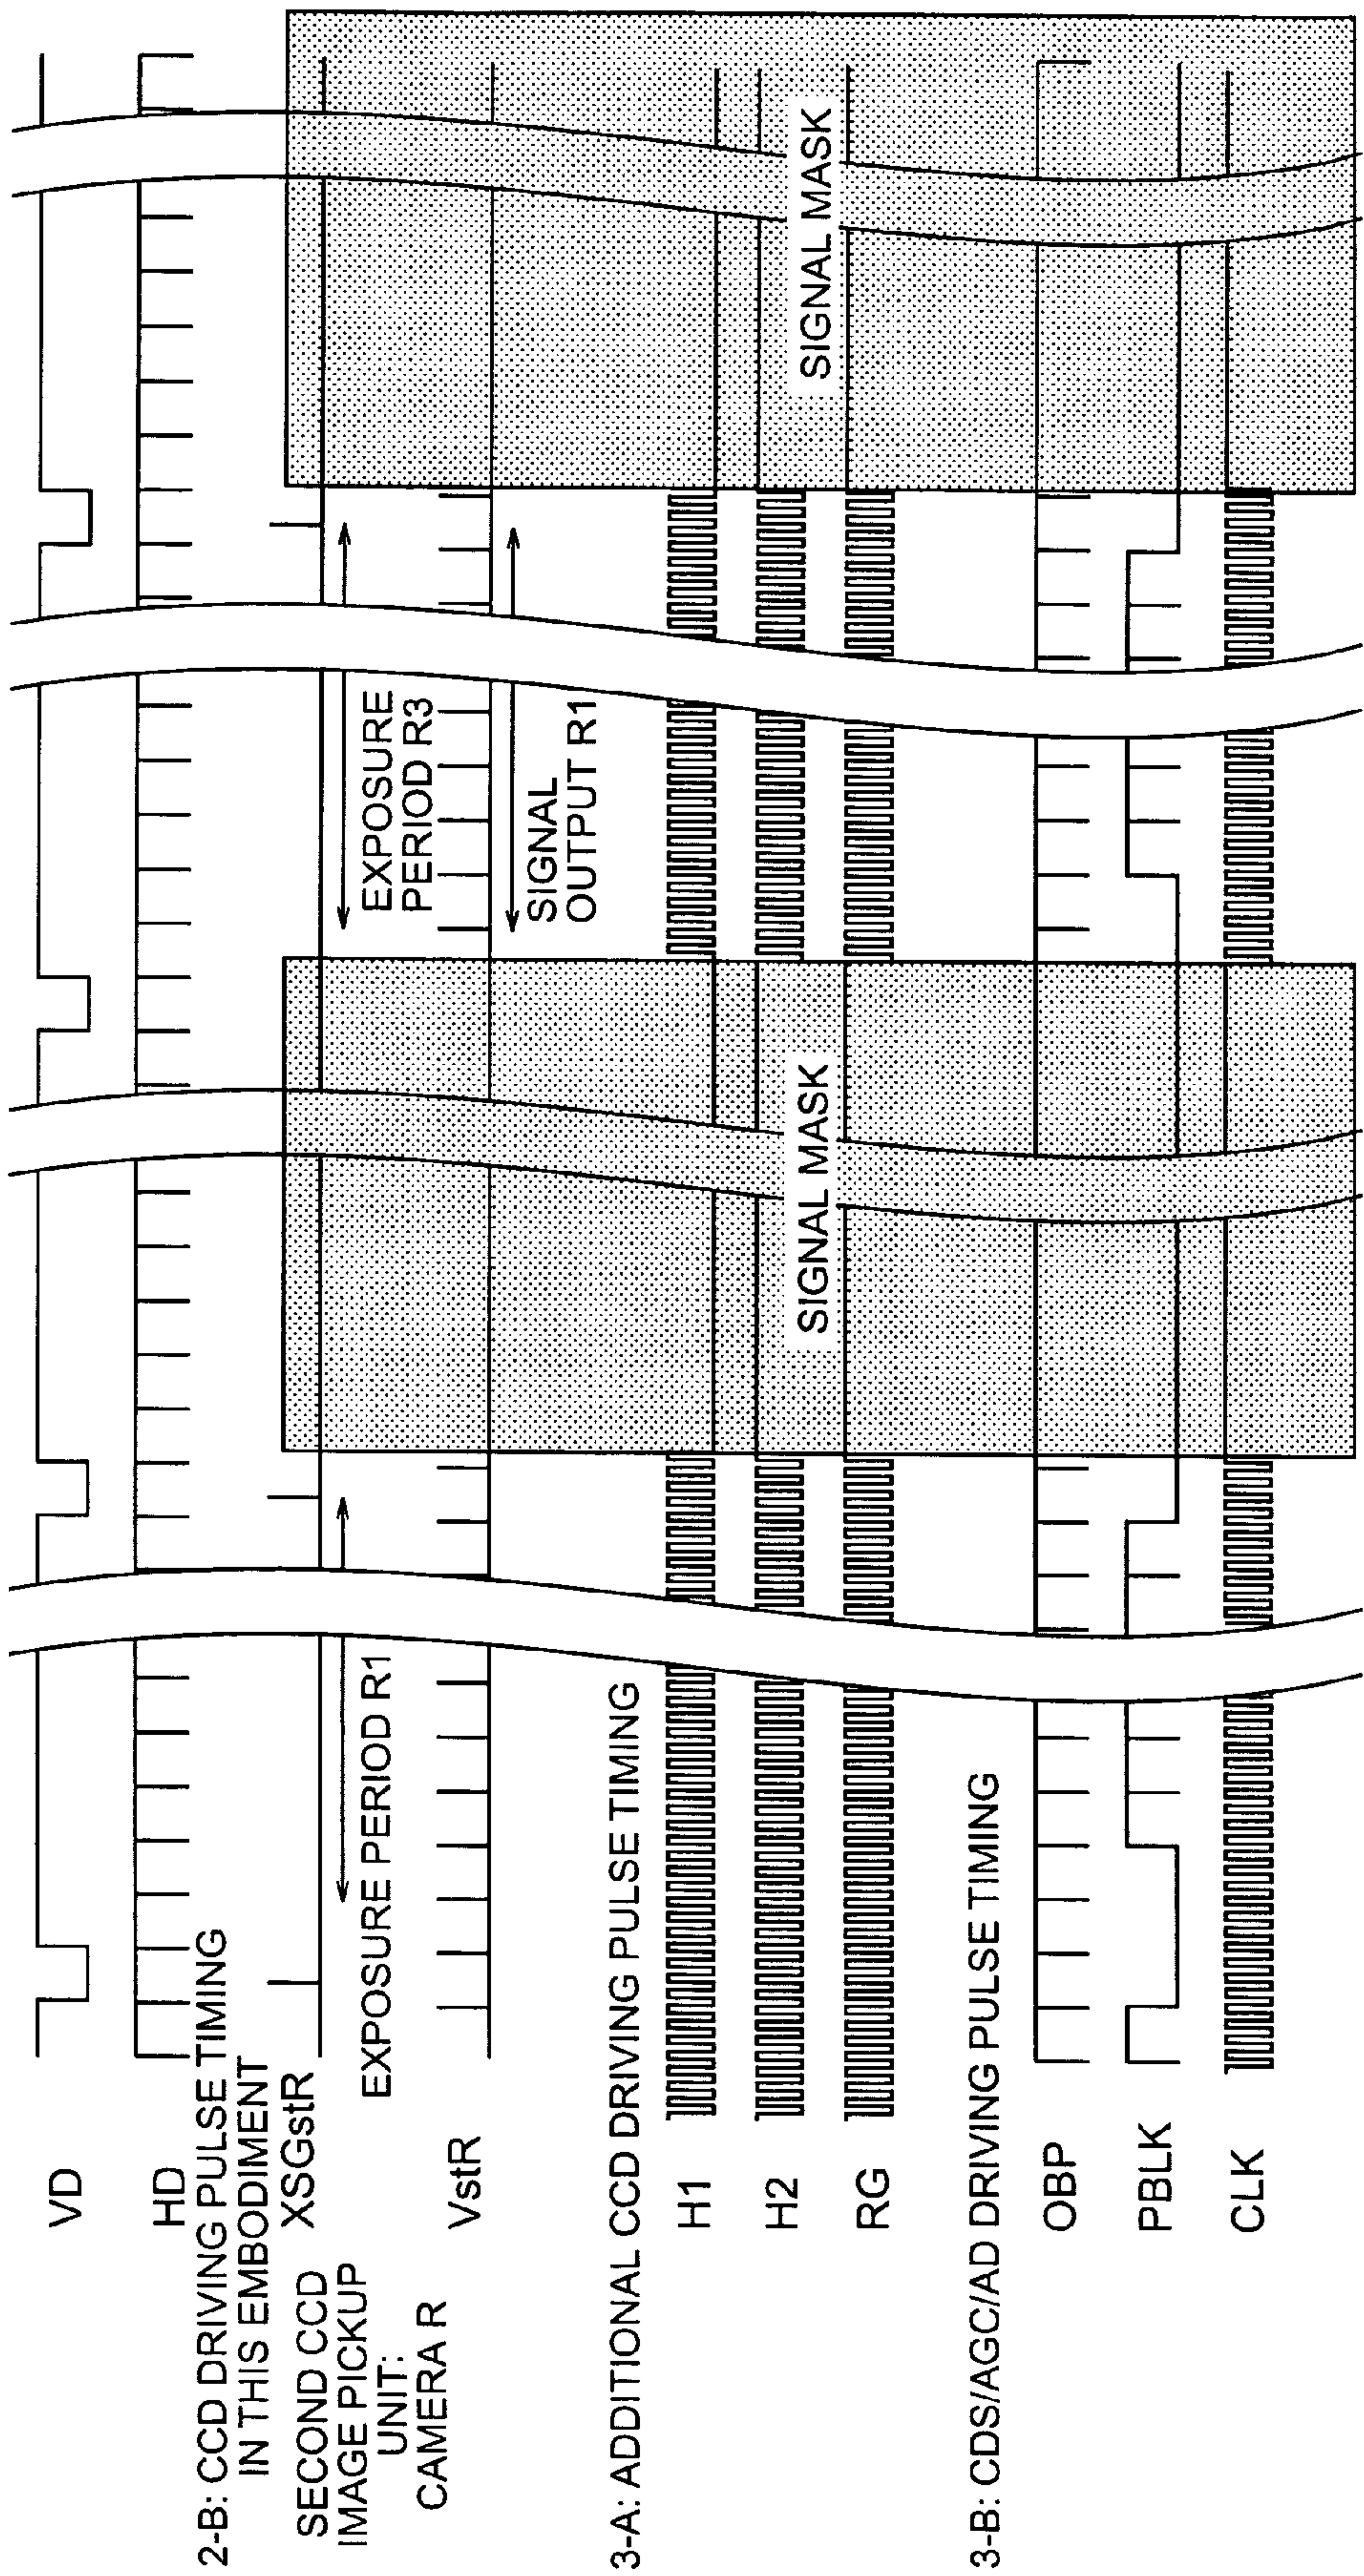 VD
HD
2-B: CCD DRIVING PULSE TIMING
IN THIS EMBODIMENT
XSGstR
SECOND CCD
IMAGE PICKUP
UNIT:
CAMERA R
EXPOSURE PERIOD R1
EXPOSURE
PERIOD R3
VstR
SIGNAL
OUTPUT R1
3-A: ADDITIONAL CCD DRIVING PULSE TIMING
H1
H2
RG
SIGNAL MASK
SIGNAL MASK
3-B: CDS/AGC/AD DRIVING PULSE TIMING
OBP
PBLK
CLK